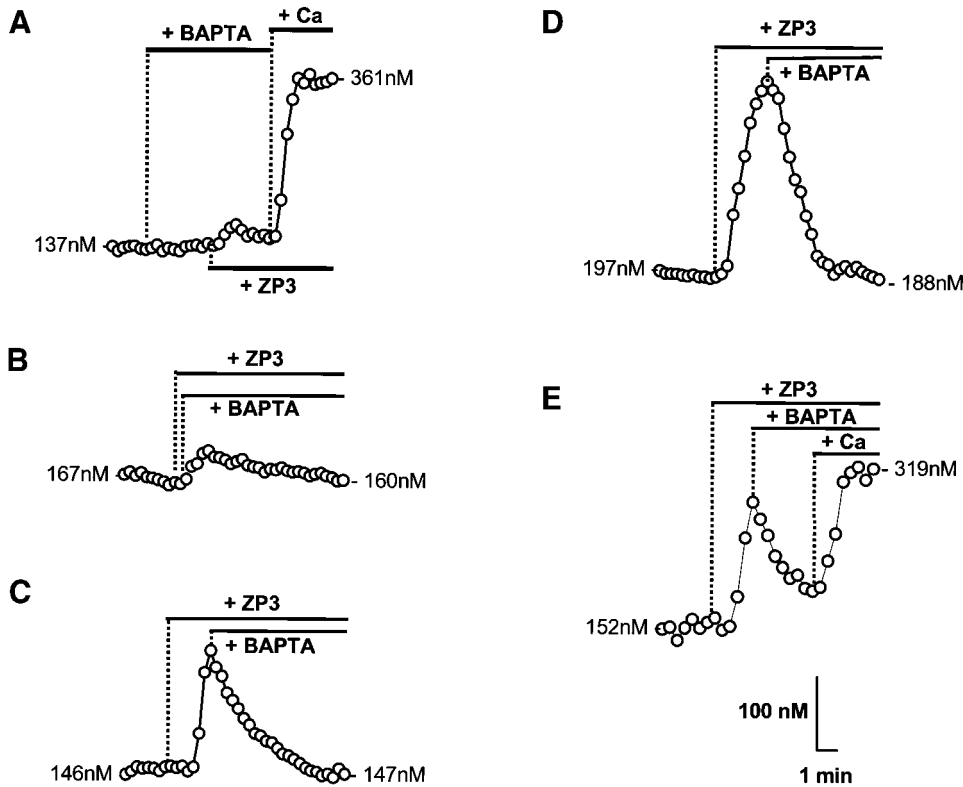 A
+ Ca
+ BAPTA
- 361nM
137nM -
+ ZP3
B
+ ZP3
+ BAPTA
167nM -
- 160nM
C
+ ZP3
+ BAPTA
146nM -
- 147nM
D
+ ZP3
+ BAPTA
197nM -
- 188nM
E
+ ZP3
+ BAPTA
+ Ca
- 319nM
152nM -
100 nM
1 min